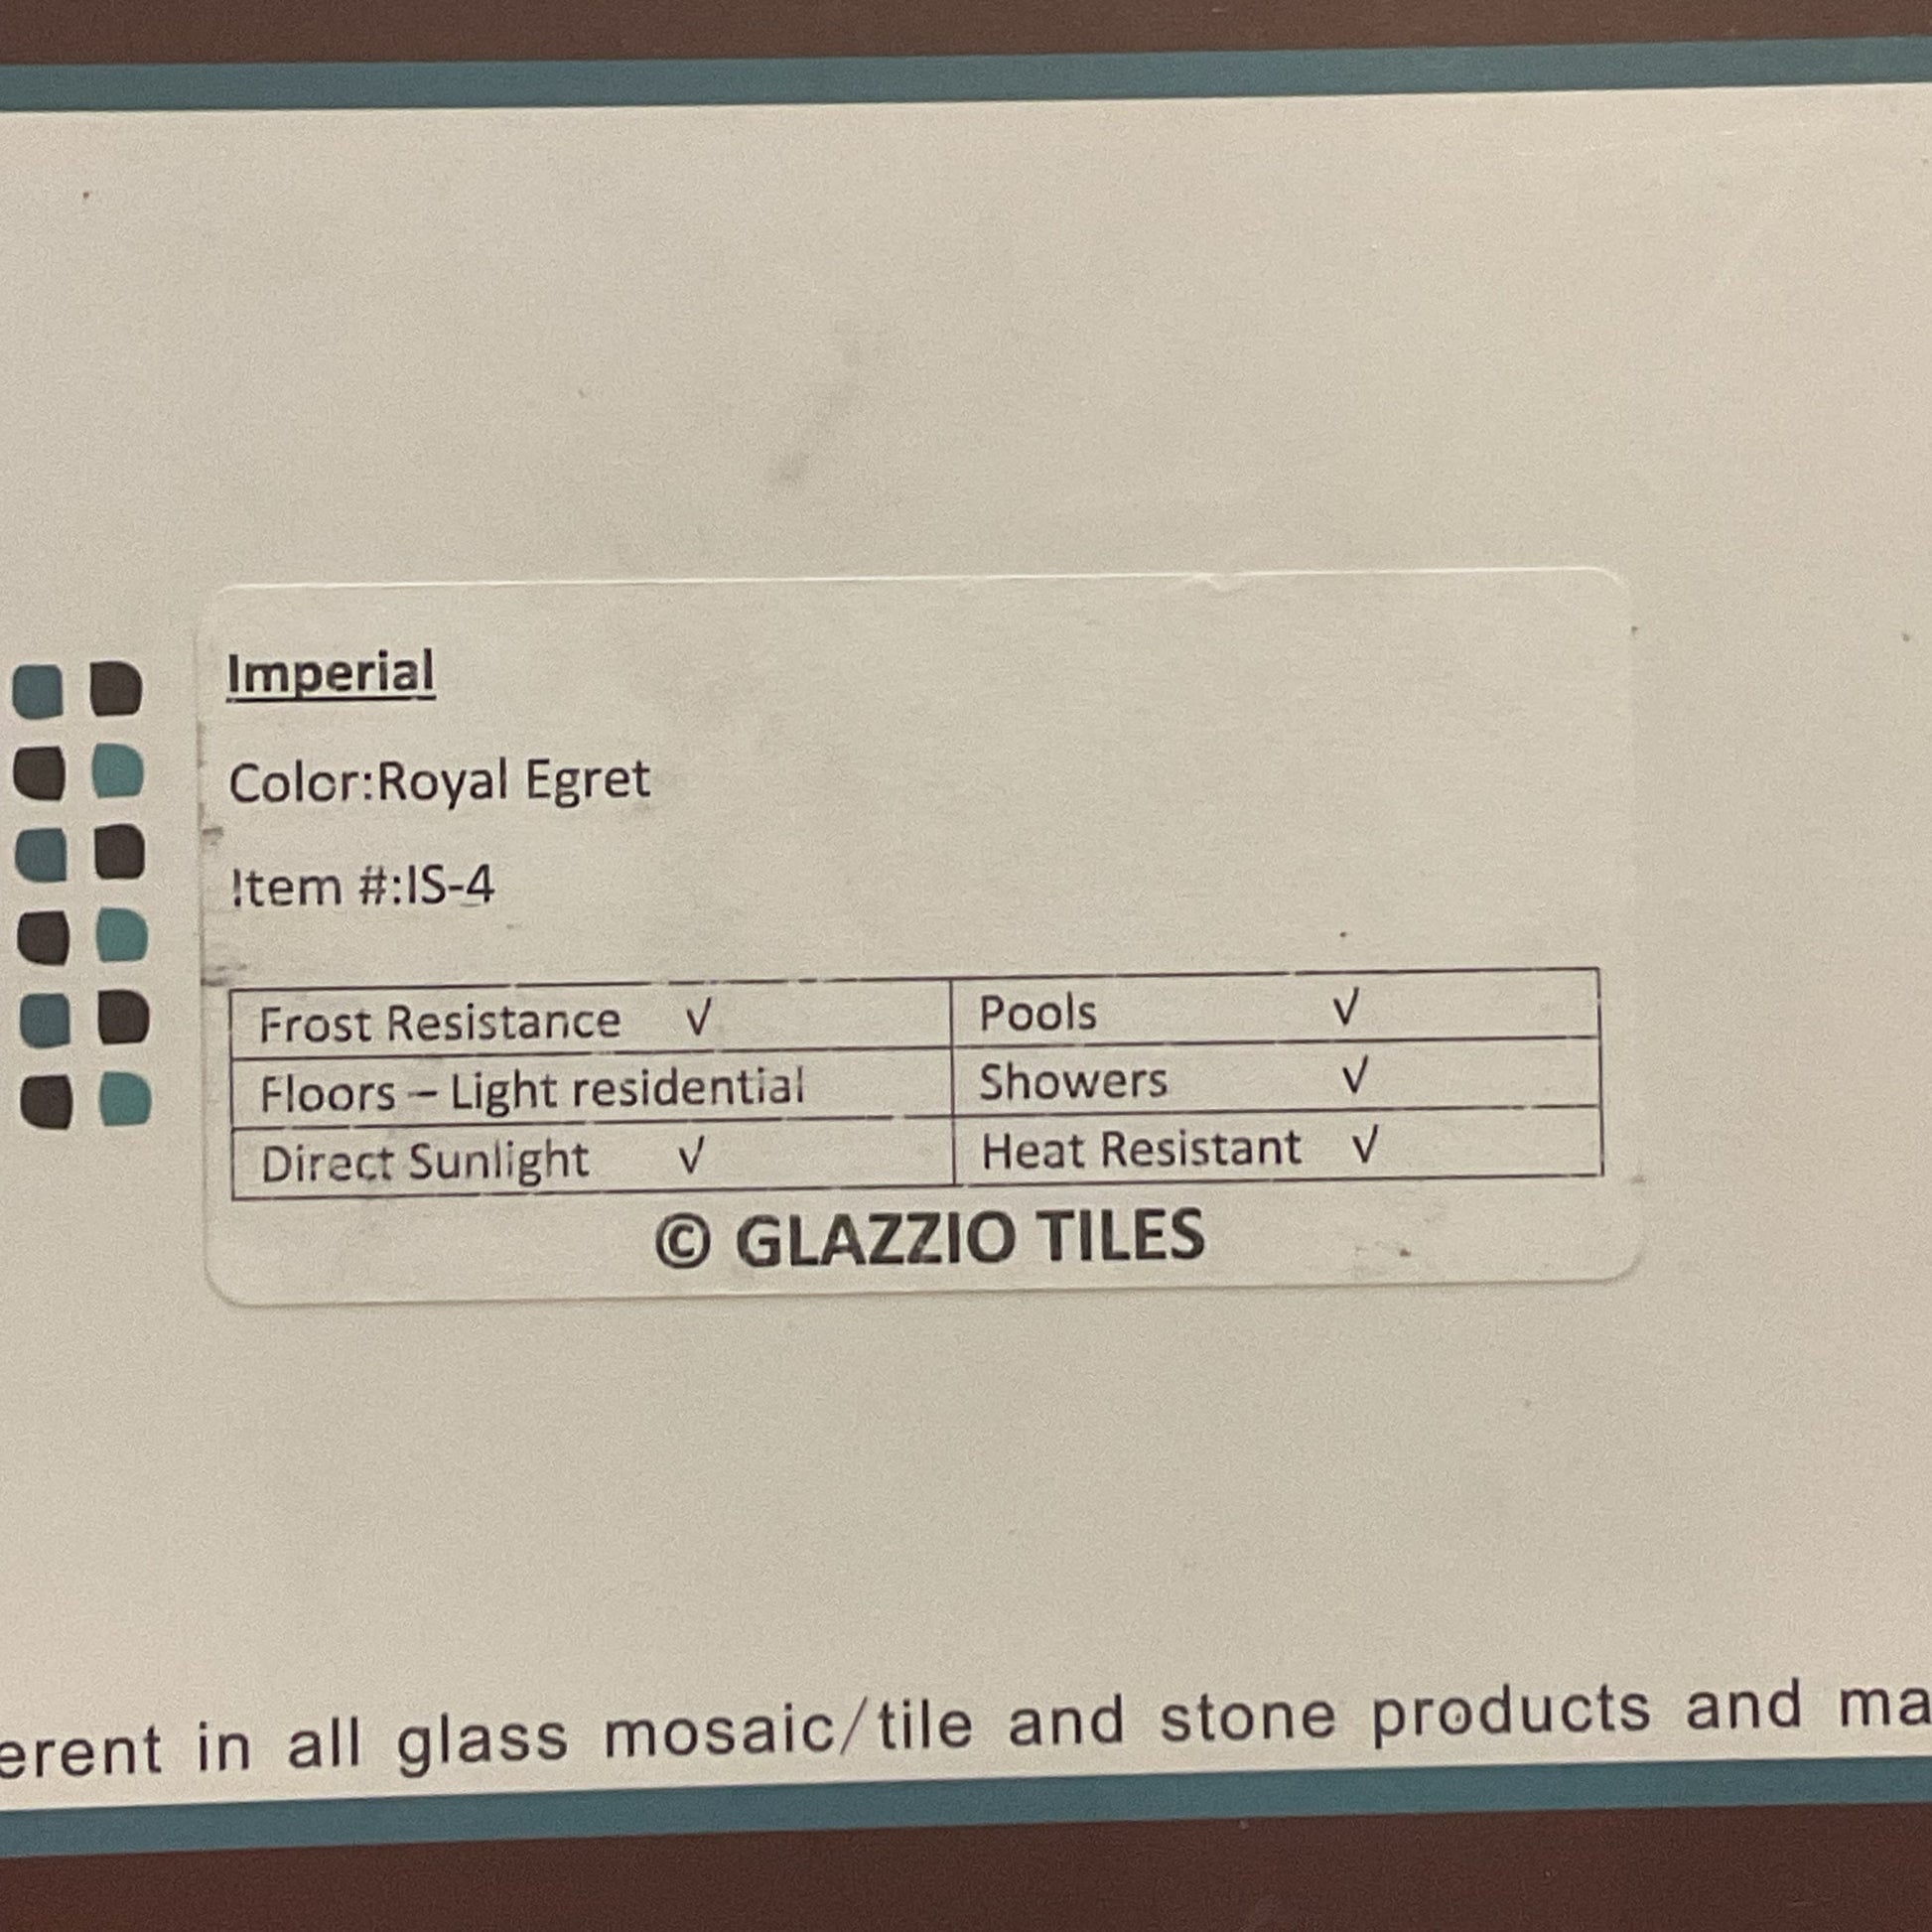 Imperial
Color:Royal Egret
Item #:IS-4
Frost Resistance √ Pools √
Floors – Light residential Showers √
Direct Sunlight √ Heat Resistant √
© GLAZZIO TILES
erent in all glass mosaic/tile and stone products and ma